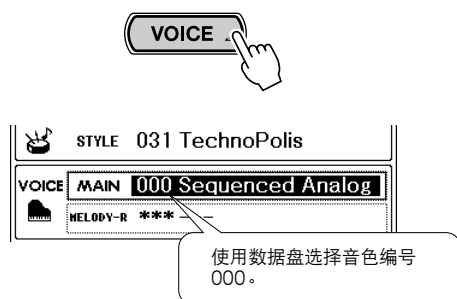 VOICE
STYLE 031 TechnoPolis
VOICE MAIN 000 Sequenced Analog
MELODY-R ***
使用数据盘选择音色编号
000。